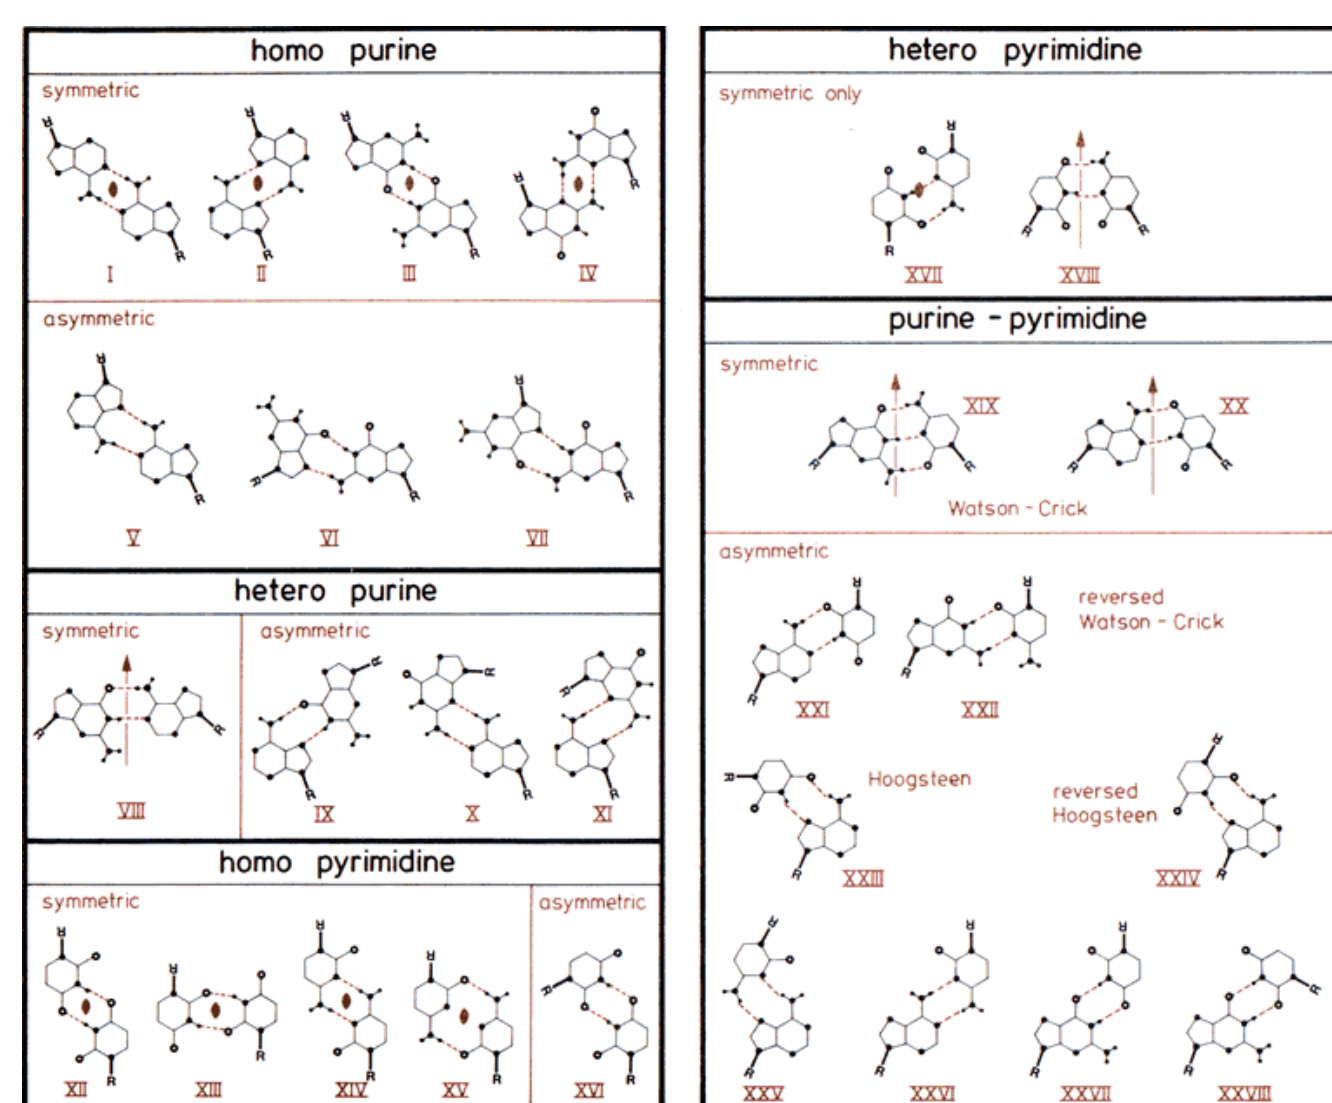 homo purine
symmetric
R
R
R
R
R
R
R
R
I
II
III
IV
asymmetric
R
R
R
R
R
R
V
VI
VII
hetero purine
symmetric
asymmetric
R
R
R
R
R
R
R
R
VIII
IX
X
XI
homo pyrimidine
symmetric
asymmetric
R
R
R
R
R
R
R
R
R
R
XII
XIII
XIV
XV
XVI
hetero pyrimidine
symmetric only
R
R
R
R
XVII
XVIII
purine - pyrimidine
symmetric
XIX
XX
R
R
R
R
Watson - Crick
asymmetric
R
R
reversed
Watson - Crick
R
R
XXI
XXII
R
R
Hoogsteen
reversed
Hoogsteen
R
R
XXIII
XXIV
R
R
R
R
R
R
R
R
XXV
XXVI
XXVII
XXVIII